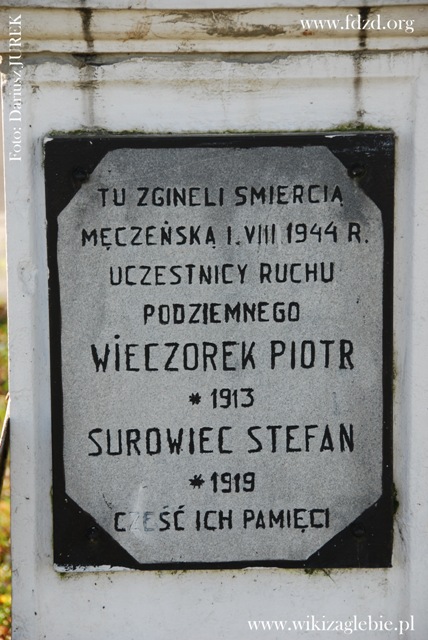 www.fdzd.org
Foto: Dariusz JUREK
TU ZGINELI SMIERCIĄ
MĘCZEŃSKĄ 1.VIII 1944 R.
UCZESTNICY RUCHU
PODZIEMNEGO
WIECZOREK PIOTR
* 1913
SUROWIEC STEFAN
* 1919
CZEŚĆ ICH PAMIĘCI
www.wikizaglebie.pl